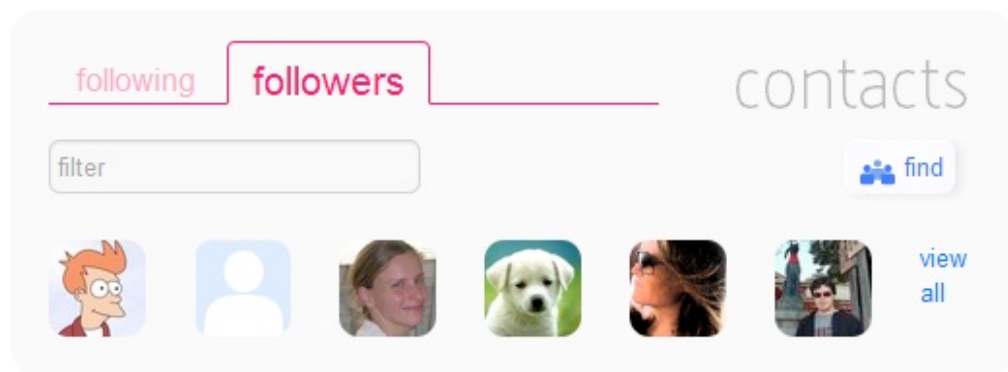 following
followers
contacts
filter
find
view
all